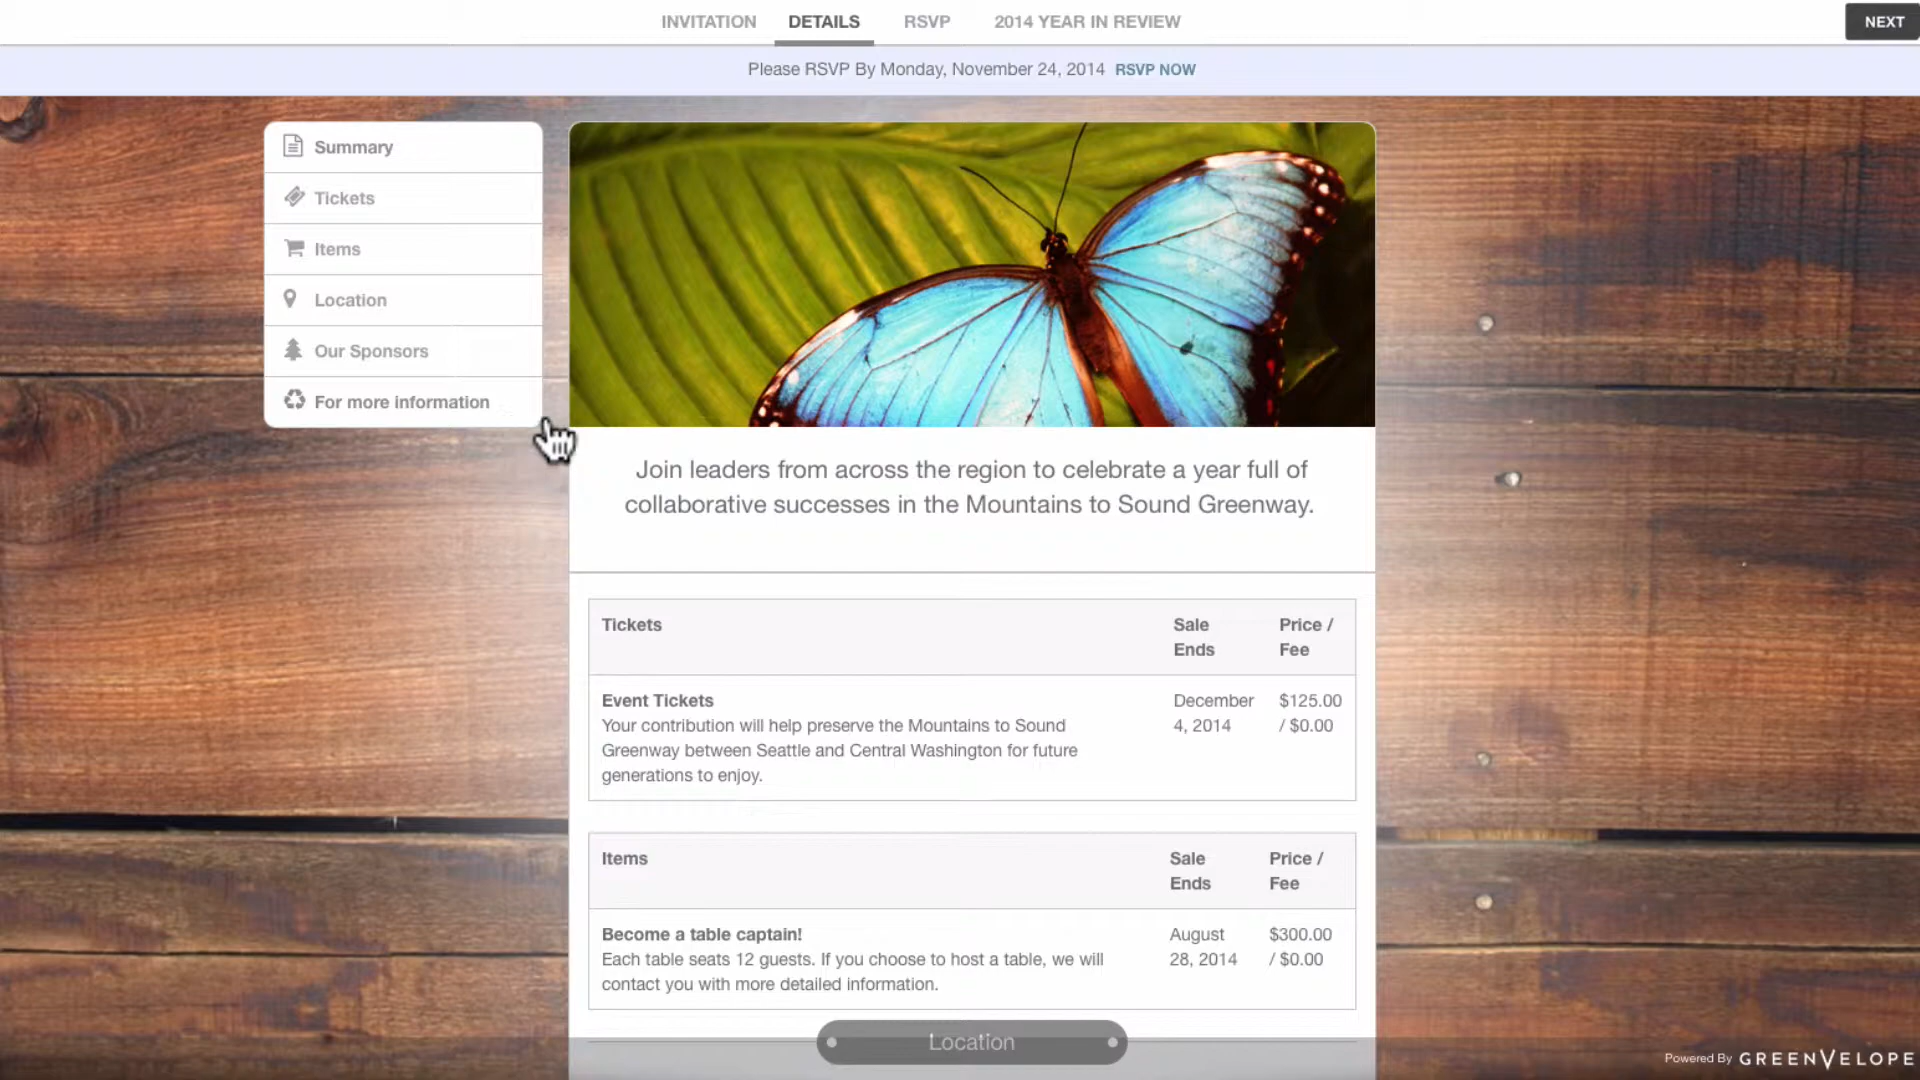 INVITATION DETAILS RSVP 2014 YEAR IN REVIEW NEXT
Please RSVP By Monday, November 24, 2014 RSVP NOW
Summary
Tickets
Items
Location
Our Sponsors
For more information
Join leaders from across the region to celebrate a year full of
collaborative successes in the Mountains to Sound Greenway.
Tickets
Sale
Ends
Price /
Fee
Event Tickets
Your contribution will help preserve the Mountains to Sound
Greenway between Seattle and Central Washington for future
generations to enjoy.
December
4, 2014
$125.00
/ $0.00
Items
Sale
Ends
Price /
Fee
Become a table captain!
Each table seats 12 guests. If you choose to host a table, we will
contact you with more detailed information.
August
28, 2014
$300.00
/ $0.00
Location
Powered By GREENVELOPE